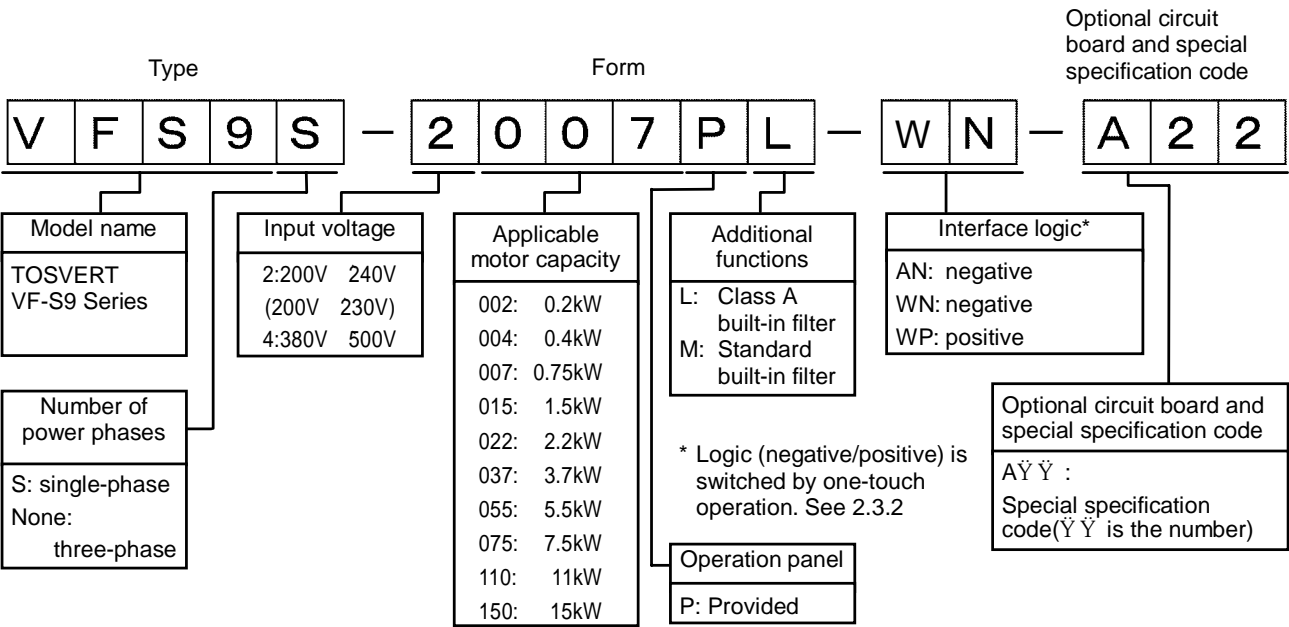 Type
Form
Optional circuit
board and special
specification code
V F S 9 S – 2 0 0 7 P L – W N – A 2 2
Model name
TOSVERT
VF-S9 Series
Number of
power phases
S: single-phase
None:
three-phase
Input voltage
2:200V 240V
(200V 230V)
4:380V 500V
Applicable
motor capacity
002: 0.2kW
004: 0.4kW
007: 0.75kW
015: 1.5kW
022: 2.2kW
037: 3.7kW
055: 5.5kW
075: 7.5kW
110: 11kW
150: 15kW
Additional
functions
L: Class A
built-in filter
M: Standard
built-in filter
* Logic (negative/positive) is
switched by one-touch
operation. See 2.3.2
Operation panel
P: Provided
Interface logic*
AN: negative
WN: negative
WP: positive
Optional circuit board and
special specification code
AŸ Ÿ :
Special specification
code(Ÿ Ÿ is the number)